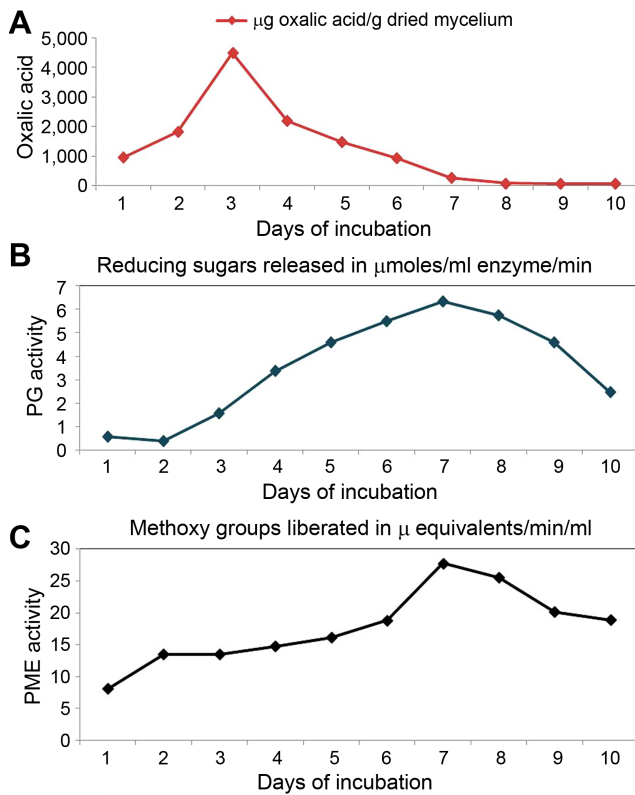 A
μg oxalic acid/g dried mycelium
Oxalic acid
5,000
4,000
3,000
2,000
1,000
0
1 2 3 4 5 6 7 8 9 10
Days of incubation
B
Reducing sugars released in μmoles/ml enzyme/min
PG activity
7
6
5
4
3
2
1
0
1 2 3 4 5 6 7 8 9 10
Days of incubation
C
Methoxy groups liberated in μ equivalents/min/ml
PME activity
30
25
20
15
10
5
0
1 2 3 4 5 6 7 8 9 10
Days of incubation